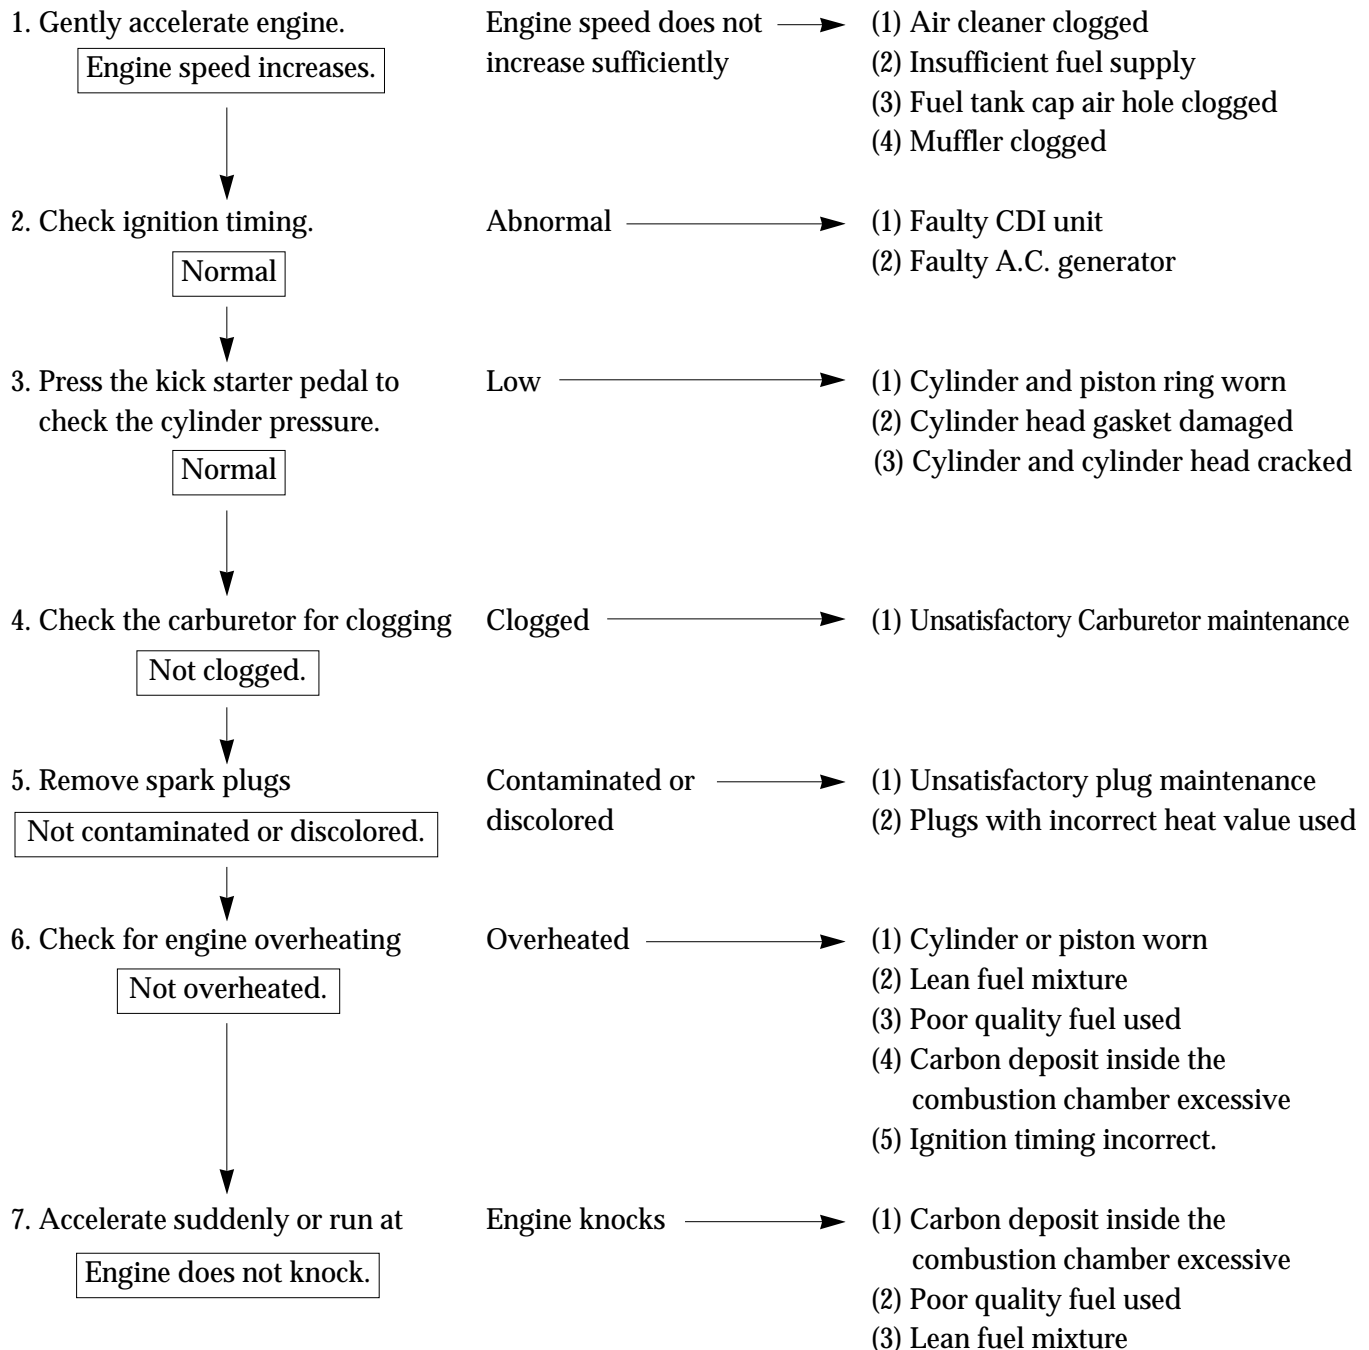 1. Gently accelerate engine.
Engine speed increases.
Engine speed does not
increase sufficiently
(1) Air cleaner clogged
(2) Insufficient fuel supply
(3) Fuel tank cap air hole clogged
(4) Muffler clogged
2. Check ignition timing.
Normal
Abnormal
(1) Faulty CDI unit
(2) Faulty A.C. generator
3. Press the kick starter pedal to
check the cylinder pressure.
Normal
Low
(1) Cylinder and piston ring worn
(2) Cylinder head gasket damaged
(3) Cylinder and cylinder head cracked
4. Check the carburetor for clogging
Not clogged.
Clogged
(1) Unsatisfactory Carburetor maintenance
5. Remove spark plugs
Not contaminated or discolored.
Contaminated or
discolored
(1) Unsatisfactory plug maintenance
(2) Plugs with incorrect heat value used
6. Check for engine overheating
Not overheated.
Overheated
(1) Cylinder or piston worn
(2) Lean fuel mixture
(3) Poor quality fuel used
(4) Carbon deposit inside the
combustion chamber excessive
(5) Ignition timing incorrect.
7. Accelerate suddenly or run at
Engine does not knock.
Engine knocks
(1) Carbon deposit inside the
combustion chamber excessive
(2) Poor quality fuel used
(3) Lean fuel mixture